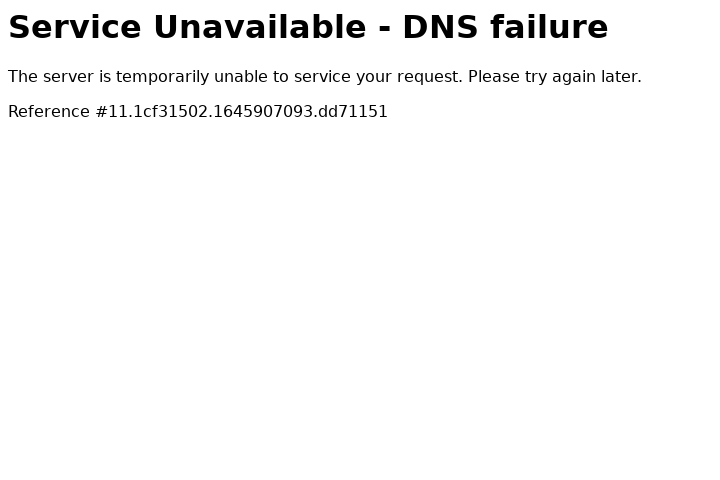 Service Unavailable - DNS failure
The server is temporarily unable to service your request. Please try again later.
Reference #11.1cf31502.1645907093.dd71151